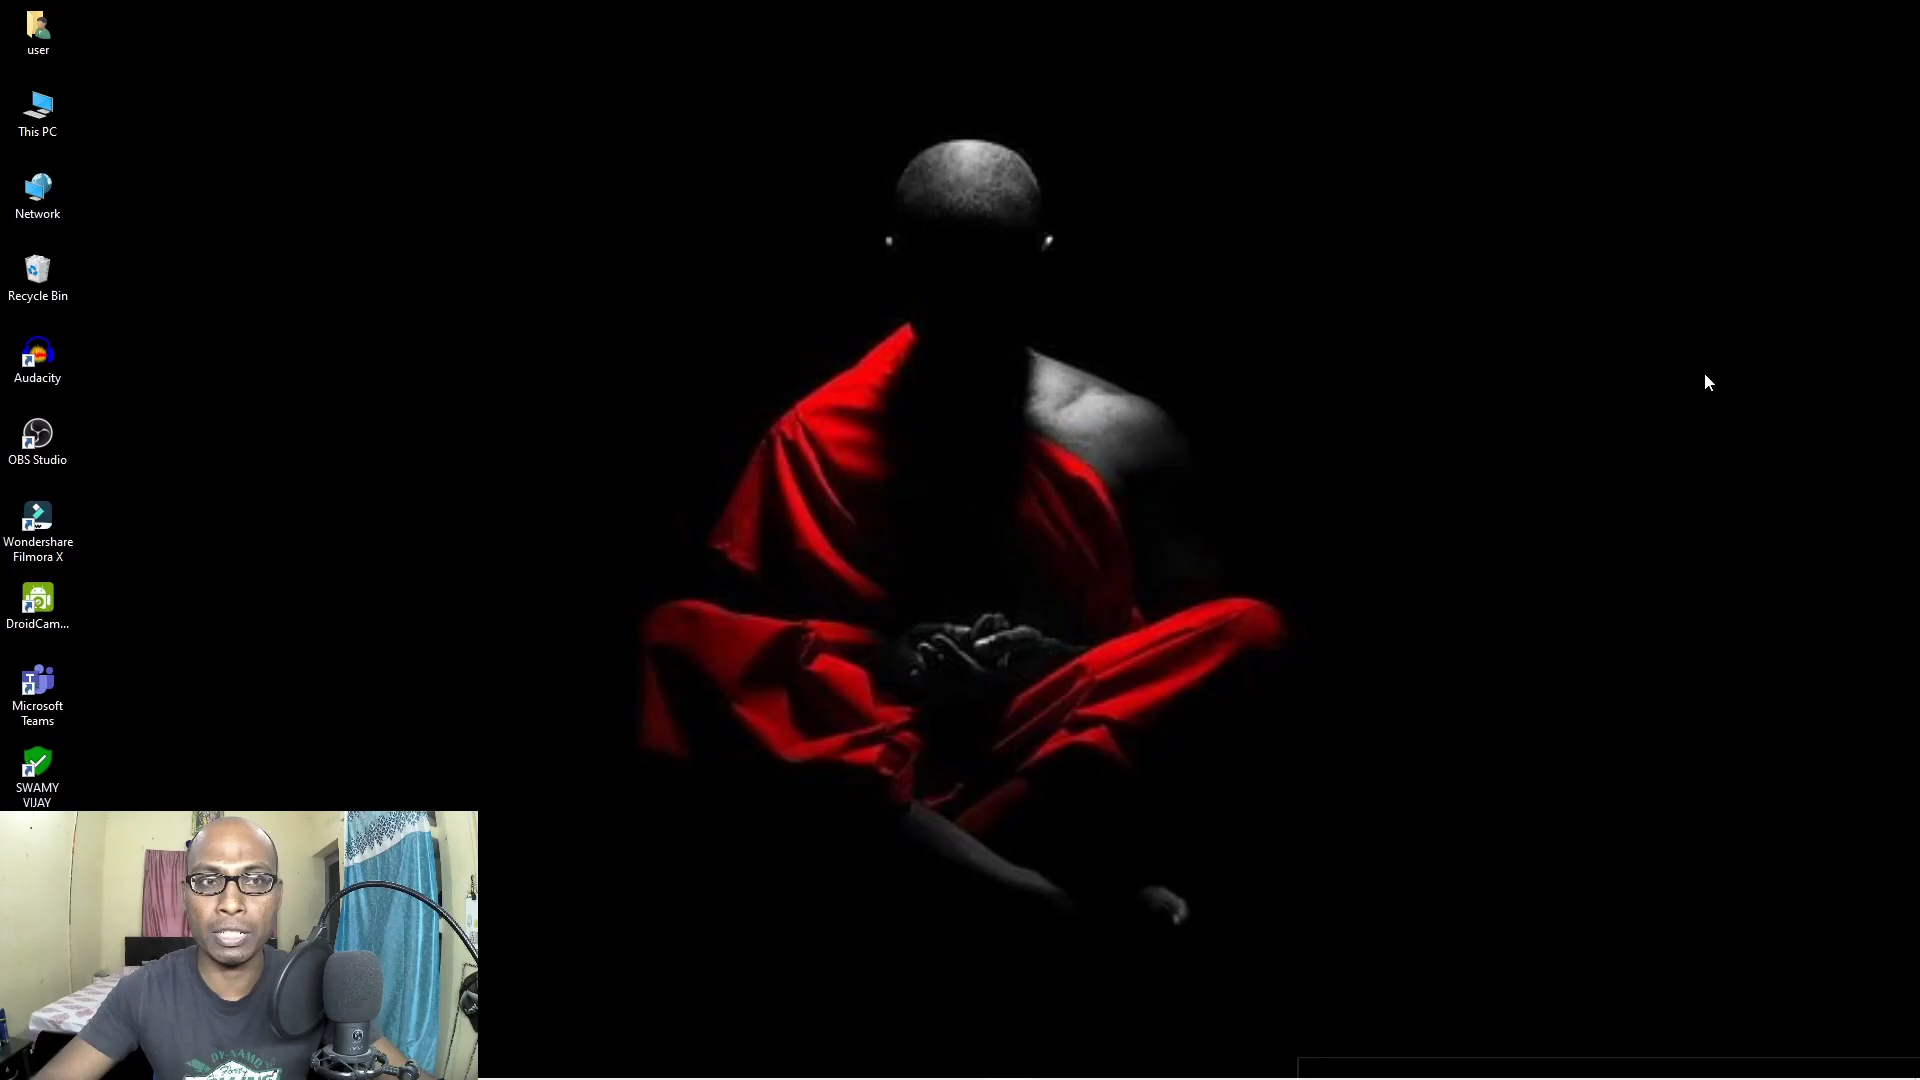 user
This PC
Network
Recycle Bin
Audacity
OBS Studio
Wondershare
Filmora X
DroidCam...
Microsoft
Teams
SWAMY
VIJAY